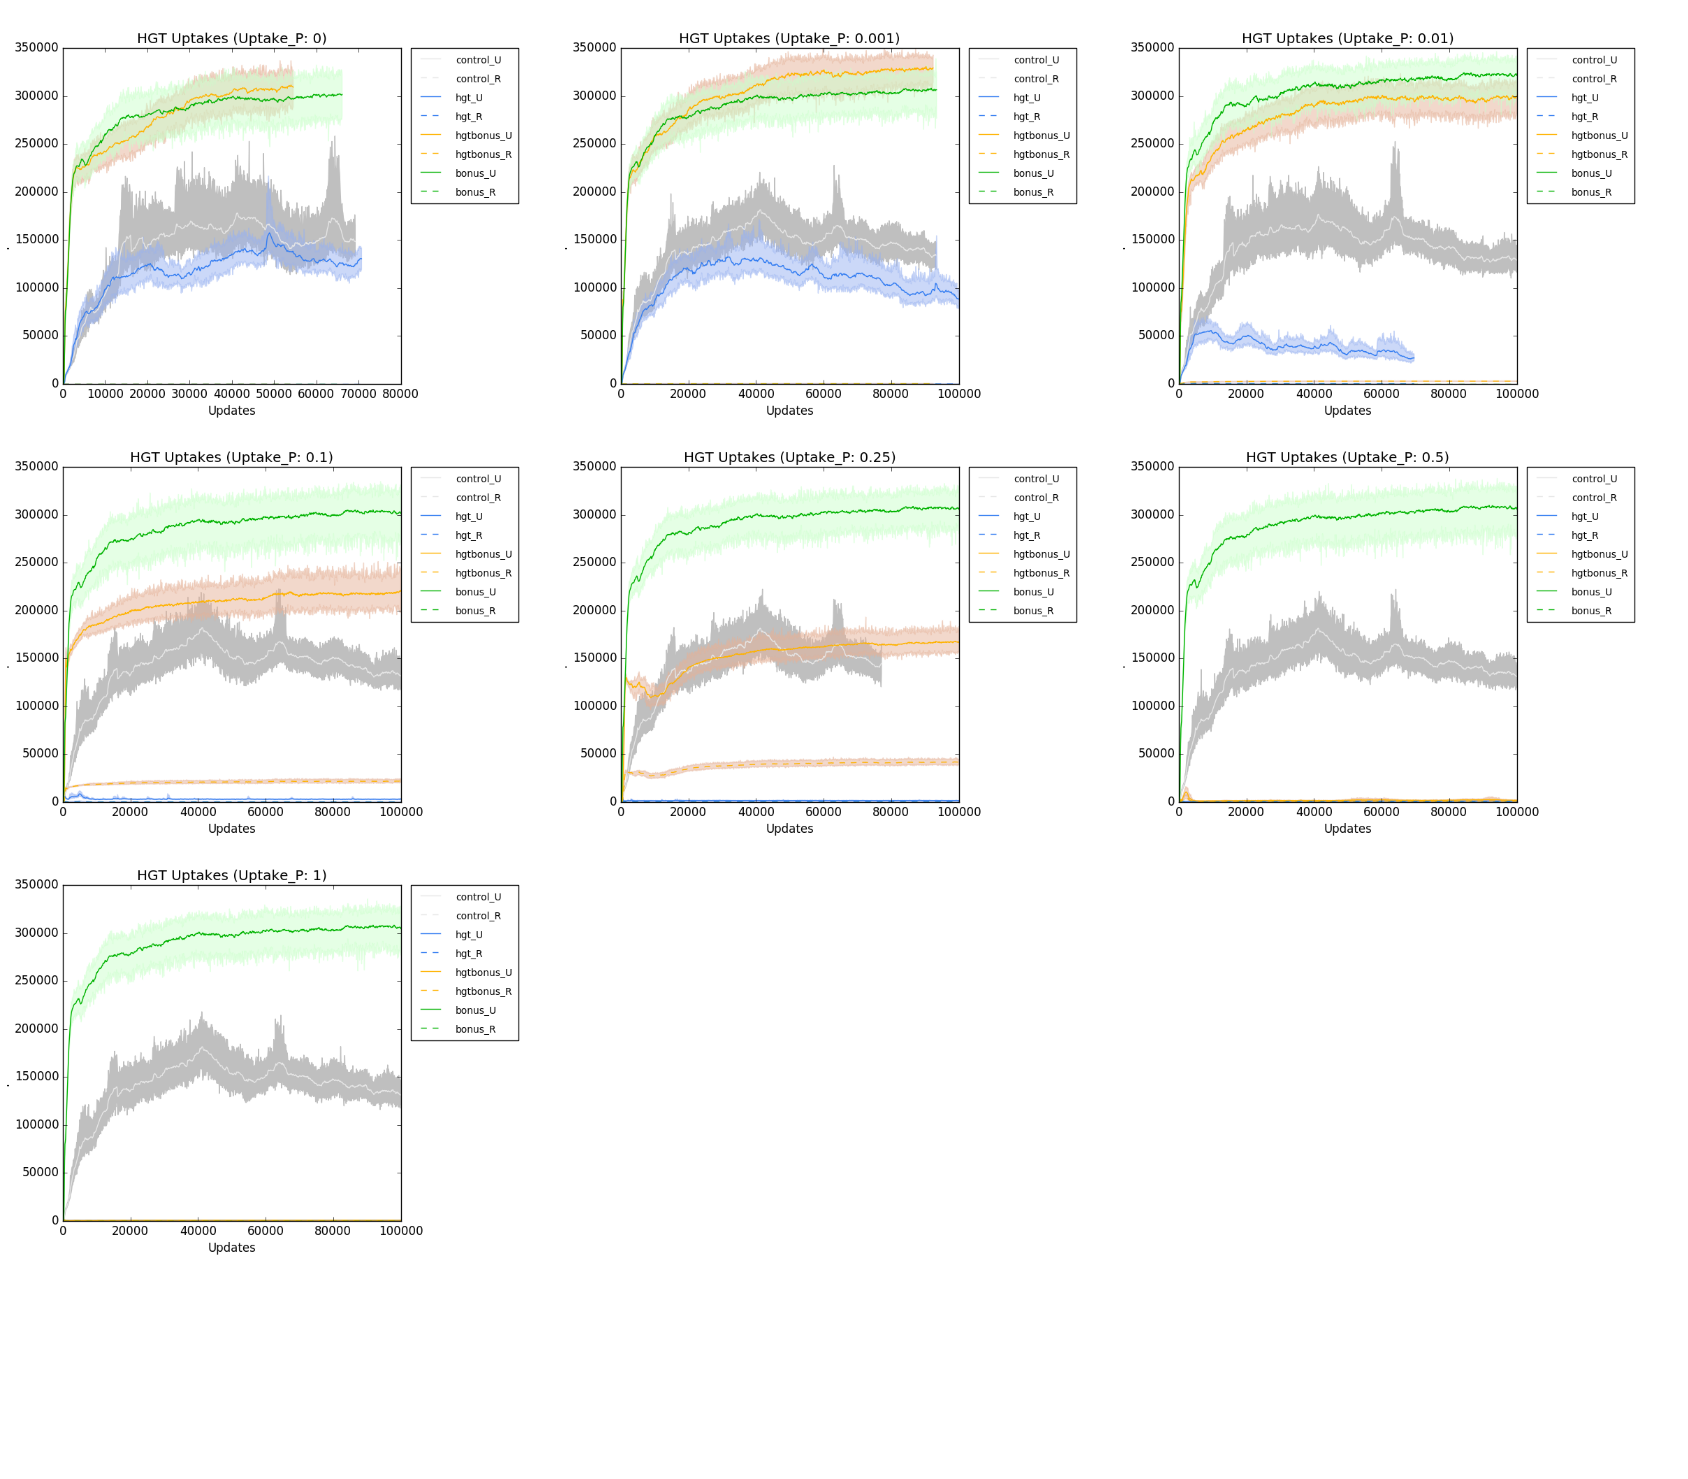 HGT Uptakes (Uptake_P: 0)
350000
300000
250000
200000
150000
100000
50000
0
0 10000 20000 30000 40000 50000 60000 70000 80000
Updates
control_U
control_R
hgt_U
hgt_R
hgtbonus_U
hgtbonus_R
bonus_U
bonus_R
HGT Uptakes (Uptake_P: 0.001)
350000
300000
250000
200000
150000
100000
50000
0
0 20000 40000 60000 80000 100000
Updates
control_U
control_R
hgt_U
hgt_R
hgtbonus_U
hgtbonus_R
bonus_U
bonus_R
HGT Uptakes (Uptake_P: 0.01)
350000
300000
250000
200000
150000
100000
50000
0
0 20000 40000 60000 80000 100000
Updates
control_U
control_R
hgt_U
hgt_R
hgtbonus_U
hgtbonus_R
bonus_U
bonus_R
HGT Uptakes (Uptake_P: 0.1)
350000
300000
250000
200000
150000
100000
50000
0
0 20000 40000 60000 80000 100000
Updates
control_U
control_R
hgt_U
hgt_R
hgtbonus_U
hgtbonus_R
bonus_U
bonus_R
HGT Uptakes (Uptake_P: 0.25)
350000
300000
250000
200000
150000
100000
50000
0
0 20000 40000 60000 80000 100000
Updates
control_U
control_R
hgt_U
hgt_R
hgtbonus_U
hgtbonus_R
bonus_U
bonus_R
HGT Uptakes (Uptake_P: 0.5)
350000
300000
250000
200000
150000
100000
50000
0
0 20000 40000 60000 80000 100000
Updates
control_U
control_R
hgt_U
hgt_R
hgtbonus_U
hgtbonus_R
bonus_U
bonus_R
HGT Uptakes (Uptake_P: 1)
350000
300000
250000
200000
150000
100000
50000
0
0 20000 40000 60000 80000 100000
Updates
control_U
control_R
hgt_U
hgt_R
hgtbonus_U
hgtbonus_R
bonus_U
bonus_R